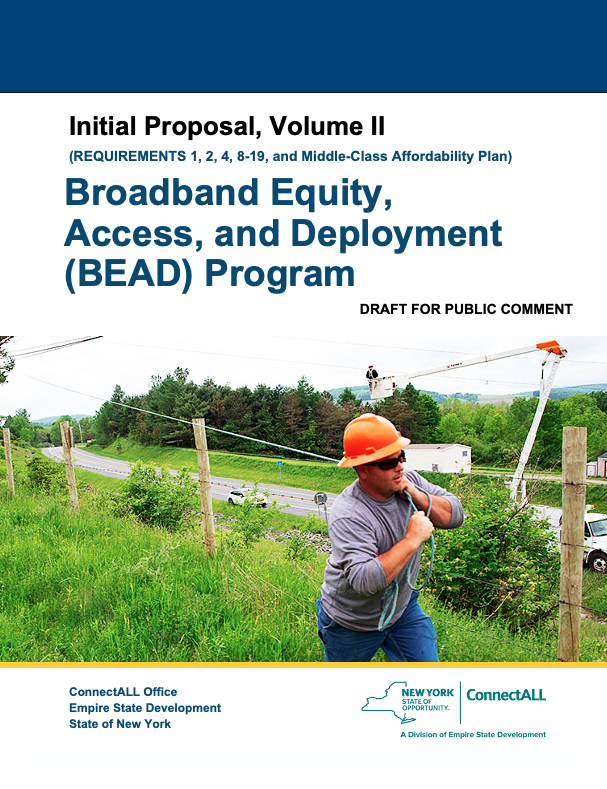 Initial Proposal, Volume II
(REQUIREMENTS 1, 2, 4, 8-19, and Middle-Class Affordability Plan)
Broadband Equity,
Access, and Deployment
(BEAD) Program
DRAFT FOR PUBLIC COMMENT
ConnectALL Office
Empire State Development
State of New York
NEW YORK
STATE OF
OPPORTUNITY.
ConnectALL
A Division of Empire State Development